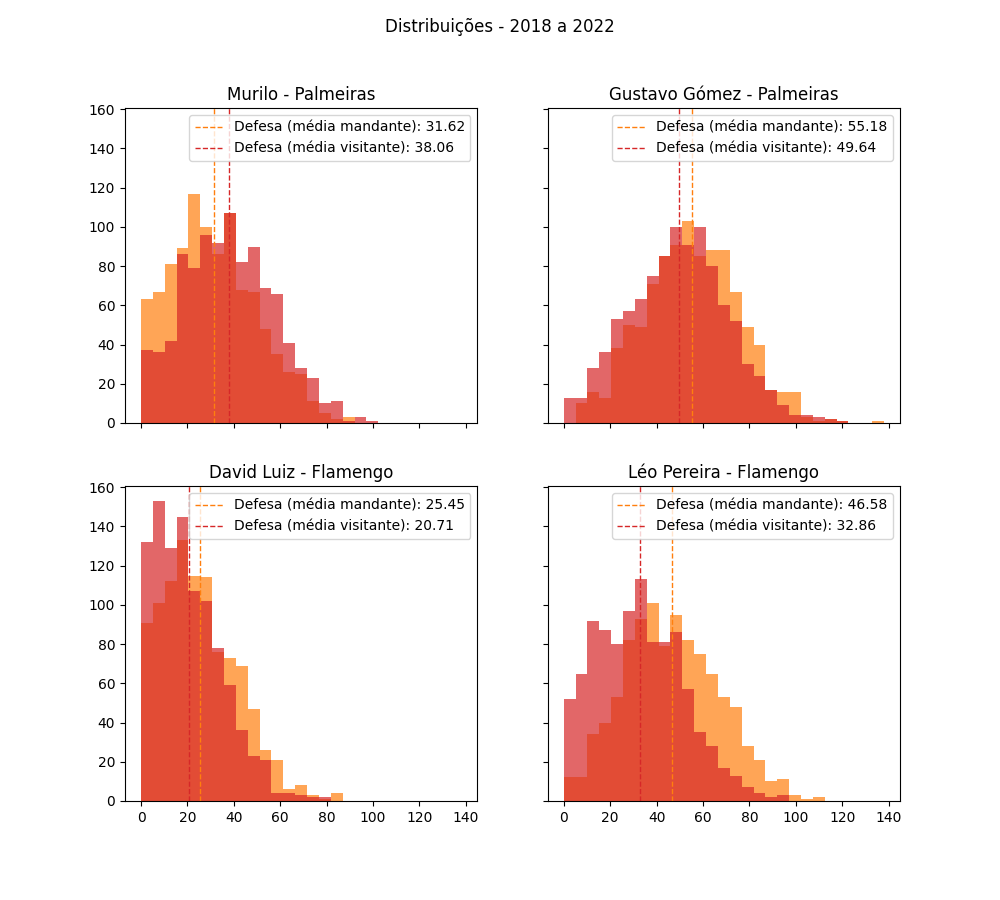 Distribuições - 2018 a 2022
Murilo - Palmeiras
Defesa (média mandante): 31.62
Defesa (média visitante): 38.06
160
140
120
100
80
60
40
20
0
Gustavo Gómez - Palmeiras
Defesa (média mandante): 55.18
Defesa (média visitante): 49.64
David Luiz - Flamengo
Defesa (média mandante): 25.45
Defesa (média visitante): 20.71
160
140
120
100
80
60
40
20
0
0 20 40 60 80 100 120 140
Léo Pereira - Flamengo
Defesa (média mandante): 46.58
Defesa (média visitante): 32.86
0 20 40 60 80 100 120 140